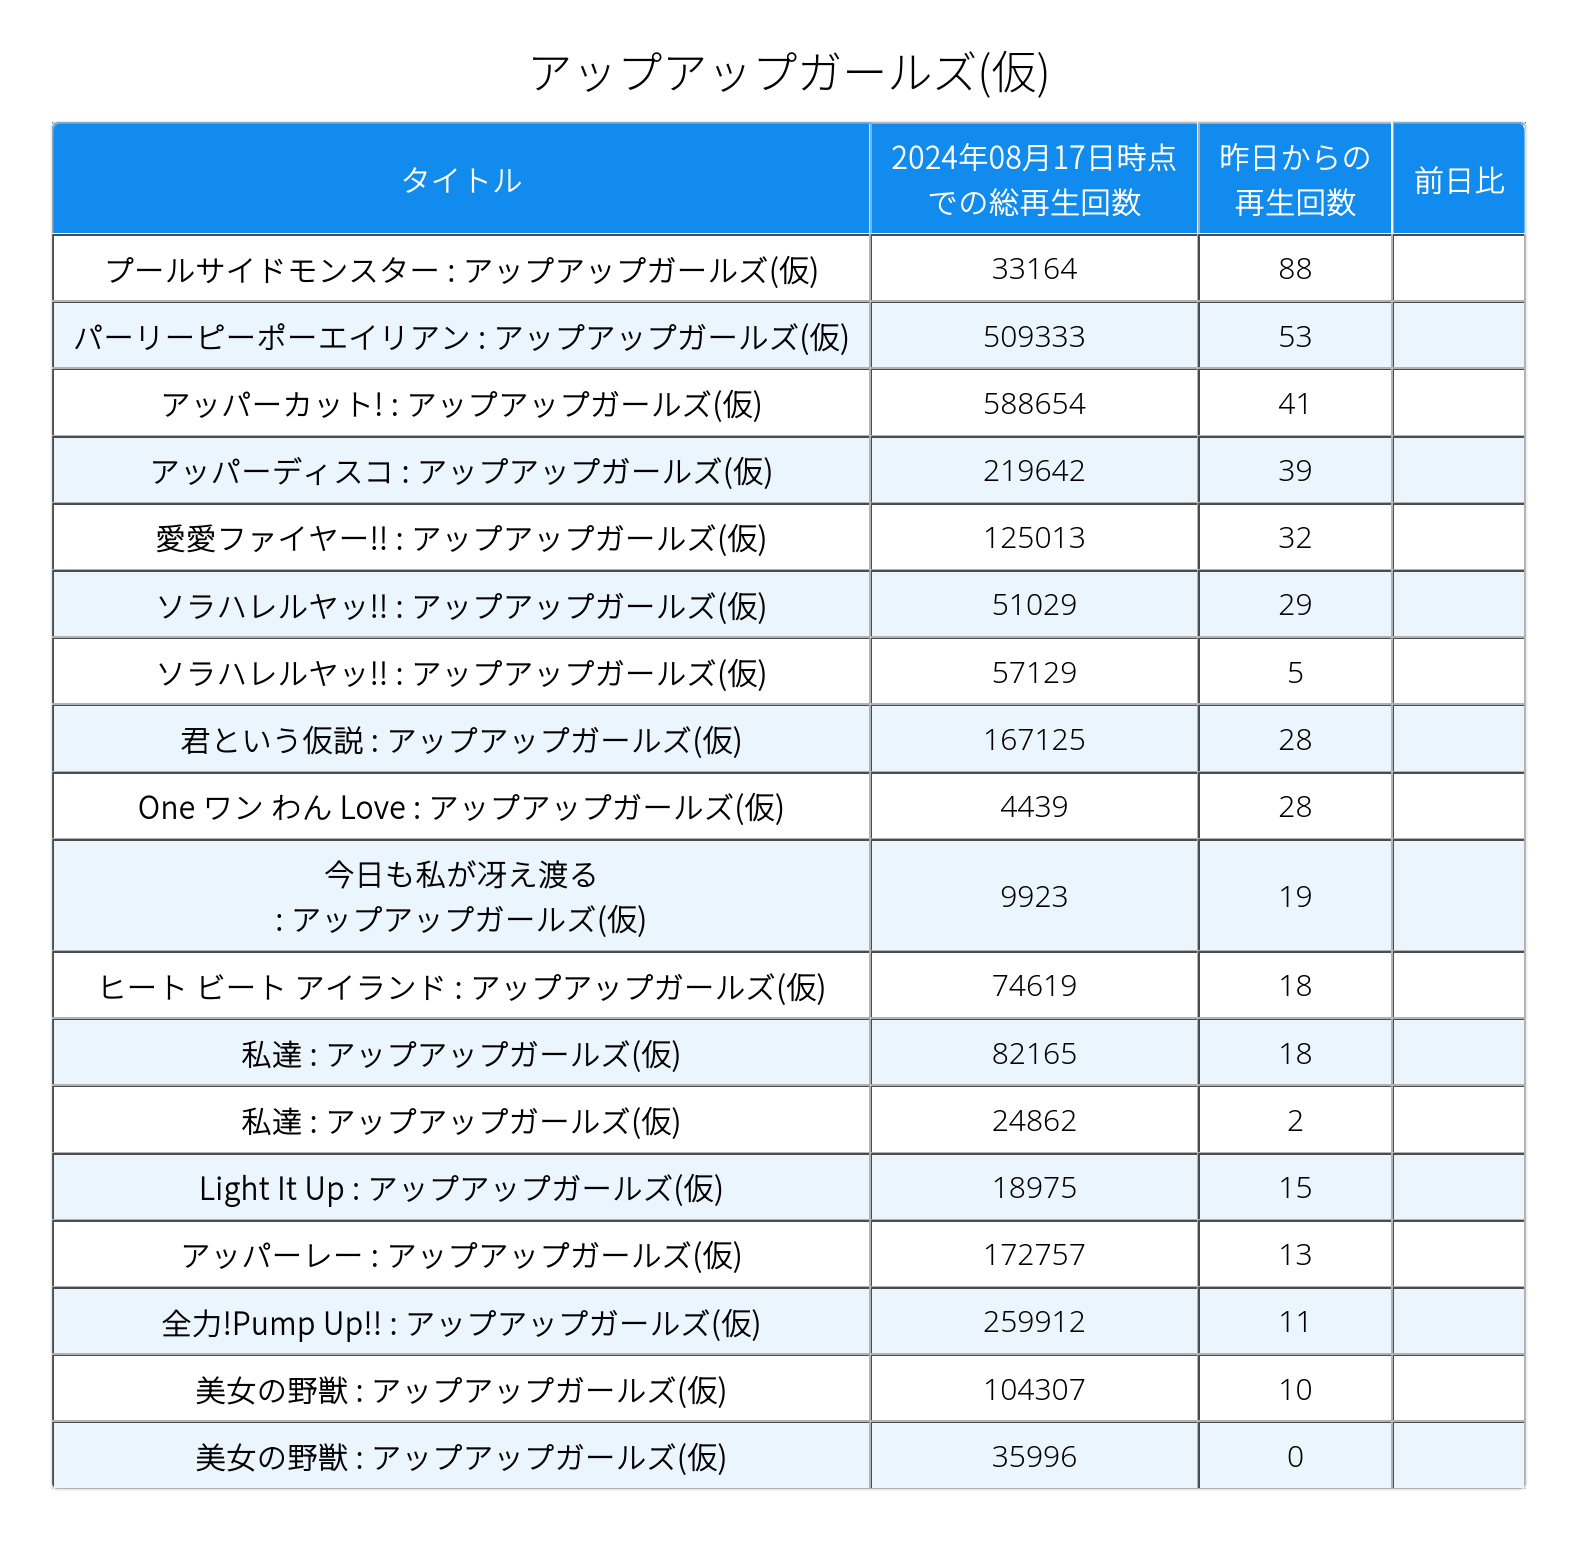 アップアップガールズ(仮)
タイトル
2024年08月17日時点
での総再生回数
昨日からの
再生回数
前日比
プールサイドモンスター : アップアップガールズ(仮) 33164 88
パーリーピーポーエイリアン : アップアップガールズ(仮) 509333 53
アッパーカット! : アップアップガールズ(仮) 588654 41
アッパーディスコ : アップアップガールズ(仮) 219642 39
愛愛ファイヤー!! : アップアップガールズ(仮) 125013 32
ソラハレルヤッ!! : アップアップガールズ(仮) 51029 29
ソラハレルヤッ!! : アップアップガールズ(仮) 57129 5
君という仮説 : アップアップガールズ(仮) 167125 28
One ワン わん Love : アップアップガールズ(仮) 4439 28
今日も私が冴え渡る
: アップアップガールズ(仮) 9923 19
ヒート ビート アイランド : アップアップガールズ(仮) 74619 18
私達 : アップアップガールズ(仮) 82165 18
私達 : アップアップガールズ(仮) 24862 2
Light It Up : アップアップガールズ(仮) 18975 15
アッパーレー : アップアップガールズ(仮) 172757 13
全力!Pump Up!! : アップアップガールズ(仮) 259912 11
美女の野獣 : アップアップガールズ(仮) 104307 10
美女の野獣 : アップアップガールズ(仮) 35996 0